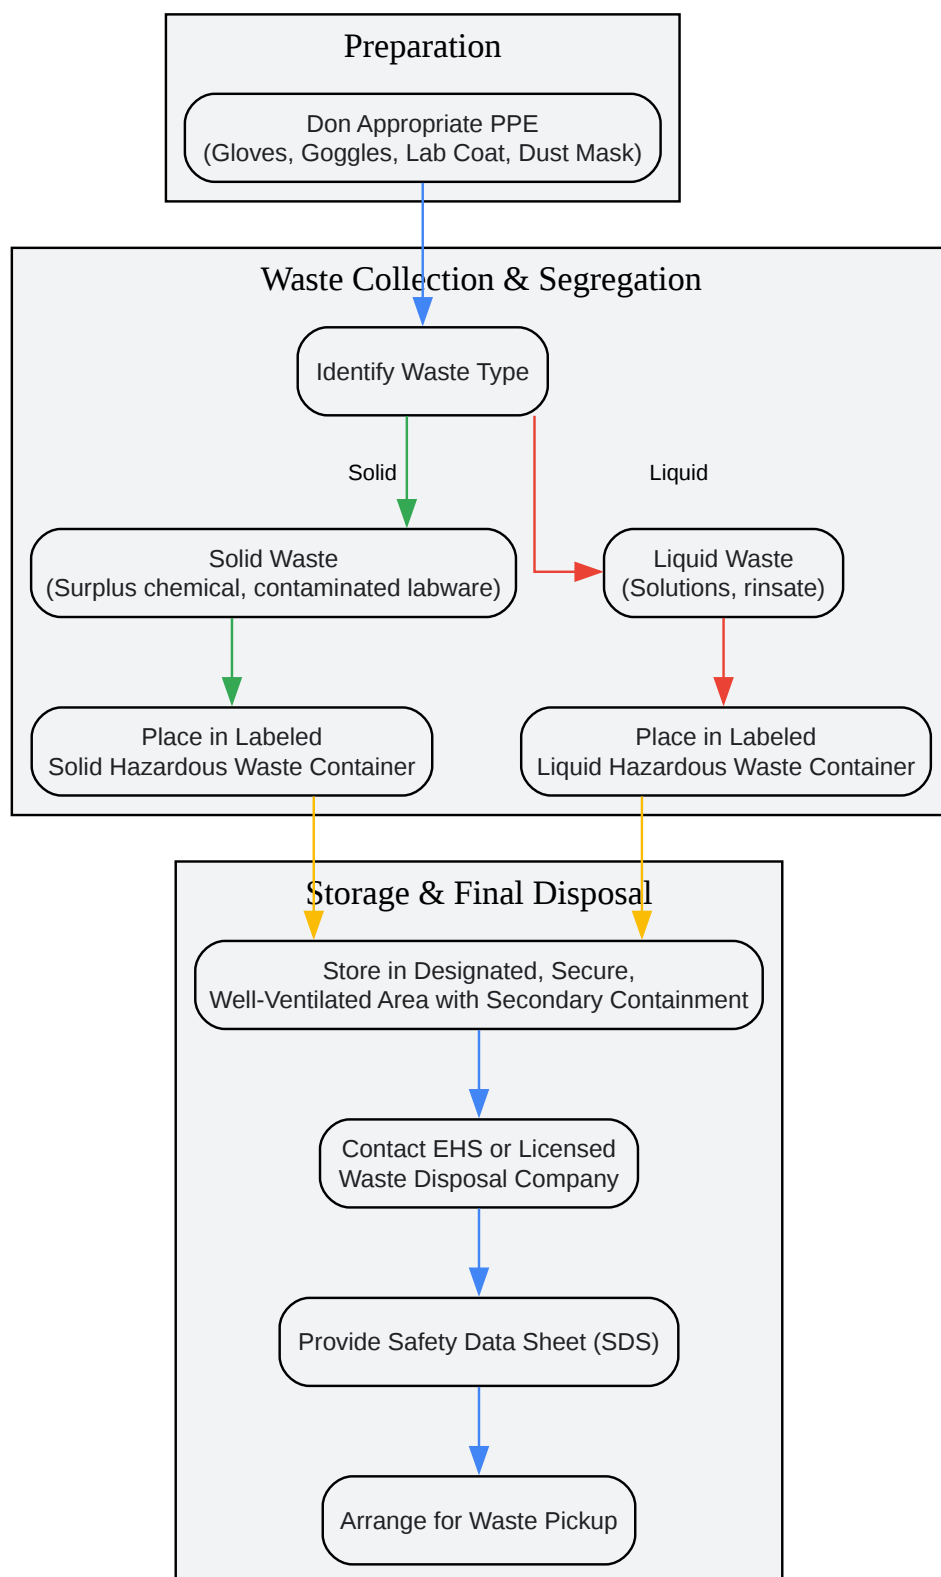 Preparation
Don Appropriate PPE
(Gloves, Goggles, Lab Coat, Dust Mask)
Waste Collection & Segregation
Identify Waste Type
Solid
Liquid
Solid Waste
(Surplus chemical, contaminated labware)
Liquid Waste
(Solutions, rinsate)
Place in Labeled
Solid Hazardous Waste Container
Place in Labeled
Liquid Hazardous Waste Container
Storage & Final Disposal
Store in Designated, Secure,
Well-Ventilated Area with Secondary Containment
Contact EHS or Licensed
Waste Disposal Company
Provide Safety Data Sheet (SDS)
Arrange for Waste Pickup